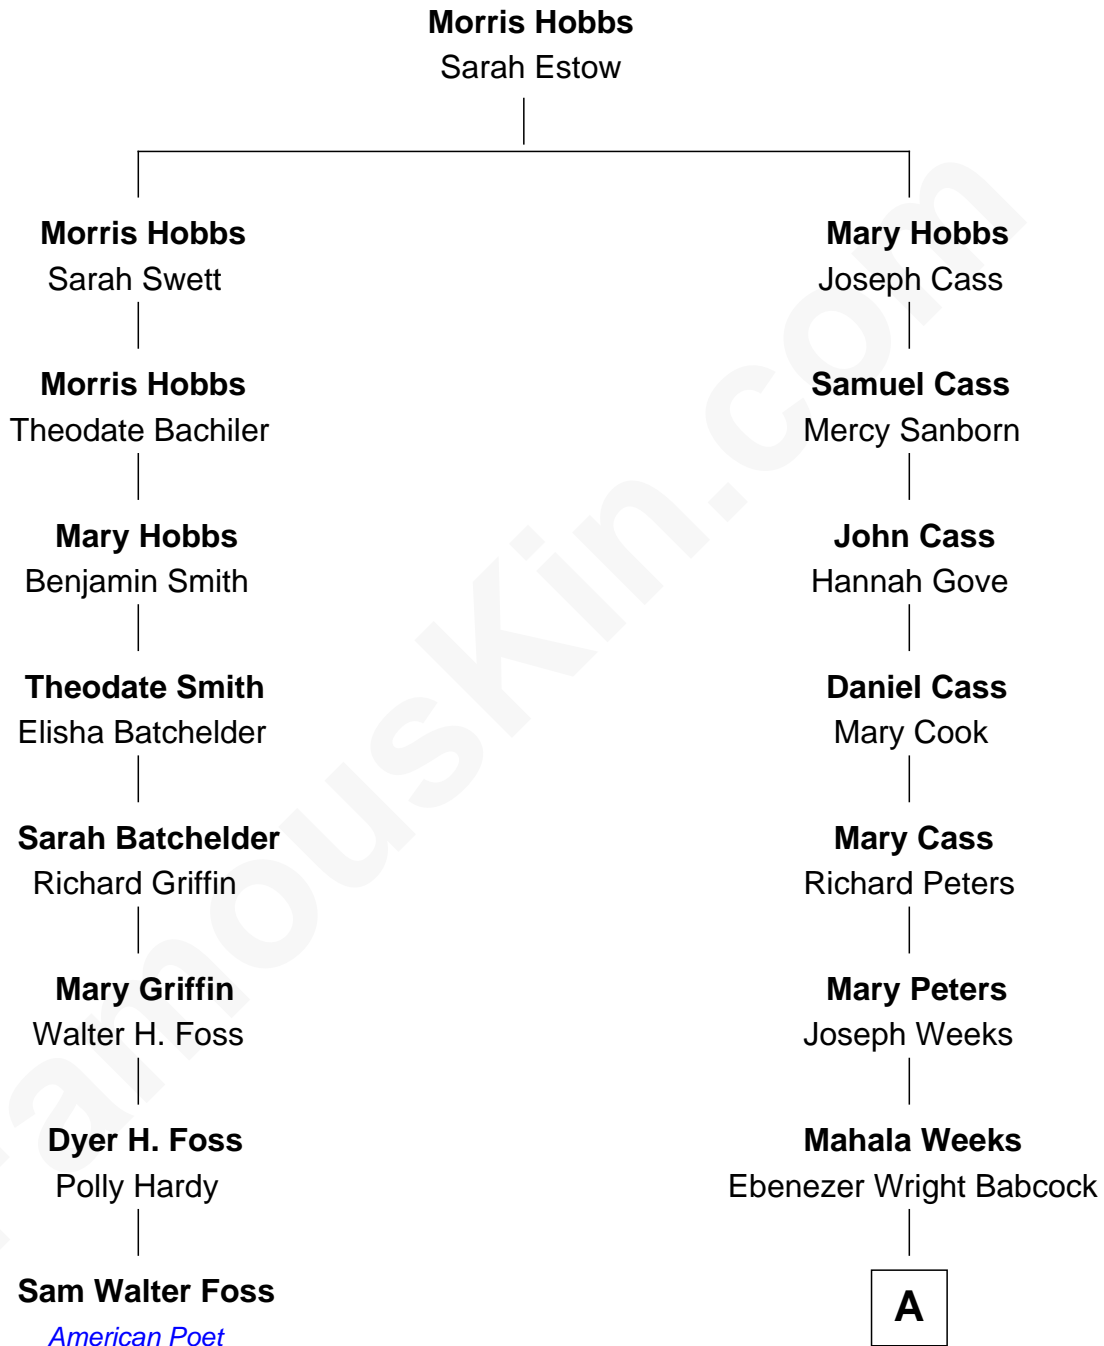 Morris Hobbs
Sarah Estow
Morris Hobbs
Sarah Swett
Mary Hobbs
Joseph Cass
Morris Hobbs
Theodate Bachiler
Samuel Cass
Mercy Sanborn
Mary Hobbs
Benjamin Smith
John Cass
Hannah Gove
Theodate Smith
Elisha Batchelder
Daniel Cass
Mary Cook
Sarah Batchelder
Richard Griffin
Mary Cass
Richard Peters
Mary Griffin
Walter H. Foss
Mary Peters
Joseph Weeks
Dyer H. Foss
Polly Hardy
Mahala Weeks
Ebenezer Wright Babcock
Sam Walter Foss
American Poet
A
FamousKin.com